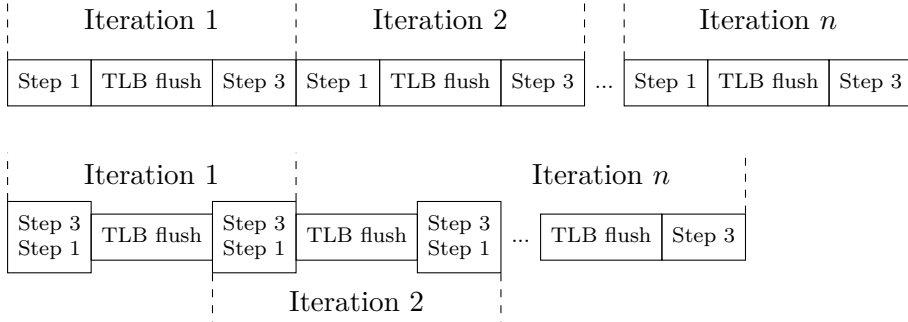 Iteration 1 Iteration 2 Iteration n
Step 1 TLB flush Step 3 Step 1 TLB flush Step 3 ... Step 1 TLB flush Step 3
Iteration 1 Iteration n
Step 3
Step 1
TLB flush
Step 3
Step 1
TLB flush
Step 3
Step 1
...
TLB flush
Step 3
Iteration 2